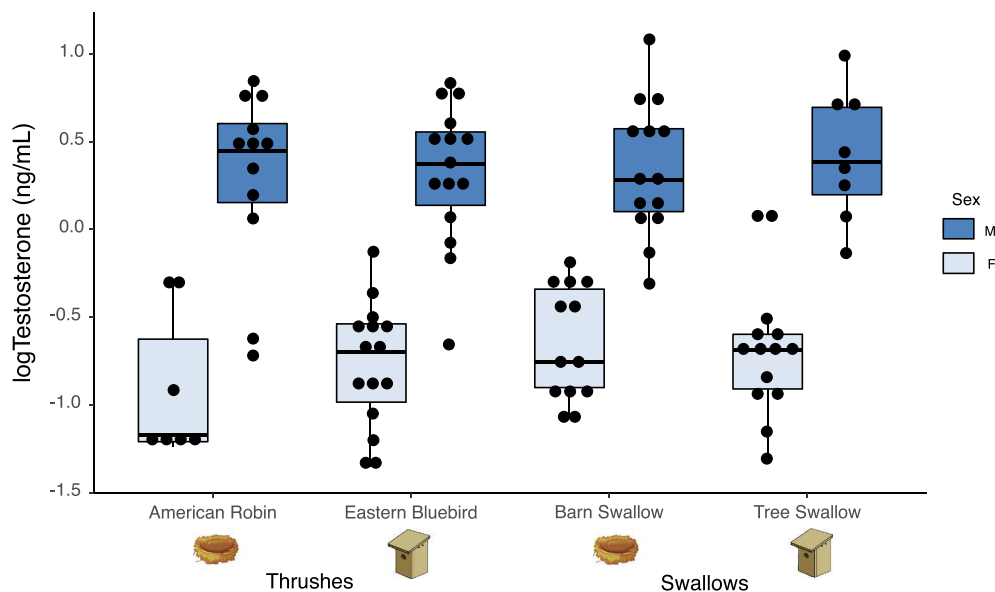 logTestosterone (ng/mL)
1.0
0.5
0.0
-0.5
-1.0
-1.5
American Robin
Eastern Bluebird
Barn Swallow
Tree Swallow
Thrushes
Swallows
Sex
M
F